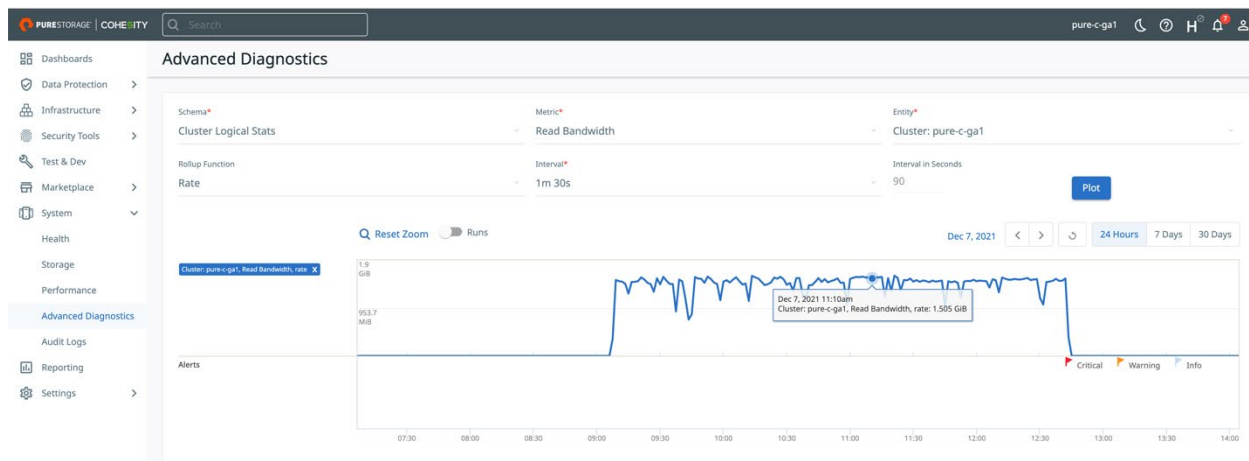 PURESTORAGE | COHESITY
Search
pure-c-ga1
7
Dashboards
Data Protection
Infrastructure
Security Tools
Test & Dev
Marketplace
System
Health
Storage
Performance
Advanced Diagnostics
Audit Logs
Reporting
Settings
Advanced Diagnostics
Schema*
Metric*
Entity*
Cluster Logical Stats
Read Bandwidth
Cluster: pure-c-ga1
Rollup Function
Interval*
Interval in Seconds
Rate
1m 30s
90
Plot
Reset Zoom
Runs
Dec 7, 2021
24 Hours
7 Days
30 Days
Cluster: pure-c-ga1, Read Bandwidth, rate X
1.9
GiB
953.7
MiB
Dec 7, 2021 11:10am
Cluster: pure-c-ga1, Read Bandwidth, rate: 1.505 GiB
Alerts
Critical
Warning
Info
07:30
08:00
08:30
09:00
09:30
10:00
10:30
11:00
11:30
12:00
12:30
13:00
13:30
14:00